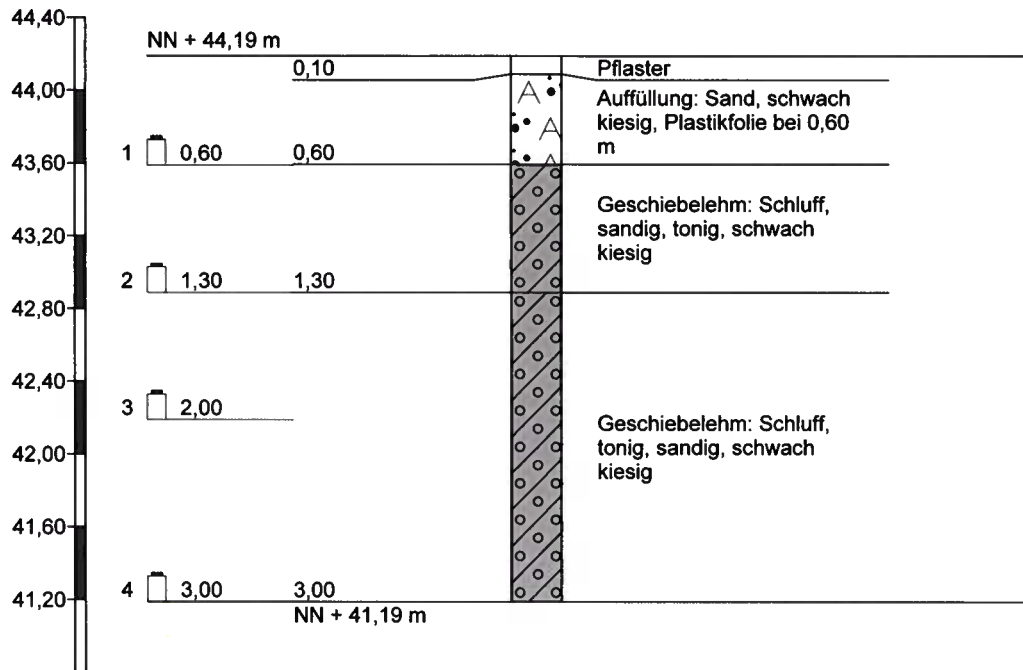 44,40
NN + 44,19 m
0,10
Pflaster
44,00
Auffüllung: Sand, schwach
kiesig, Plastikfolie bei 0,60
m
A
A
A
1 0,60 0,60
43,60
Geschiebelehm: Schluff,
sandig, tonig, schwach
kiesig
43,20
2 1,30 1,30
42,80
42,40
3 2,00
Geschiebelehm: Schluff,
tonig, sandig, schwach
kiesig
42,00
41,60
4 3,00 3,00
41,20
NN + 41,19 m